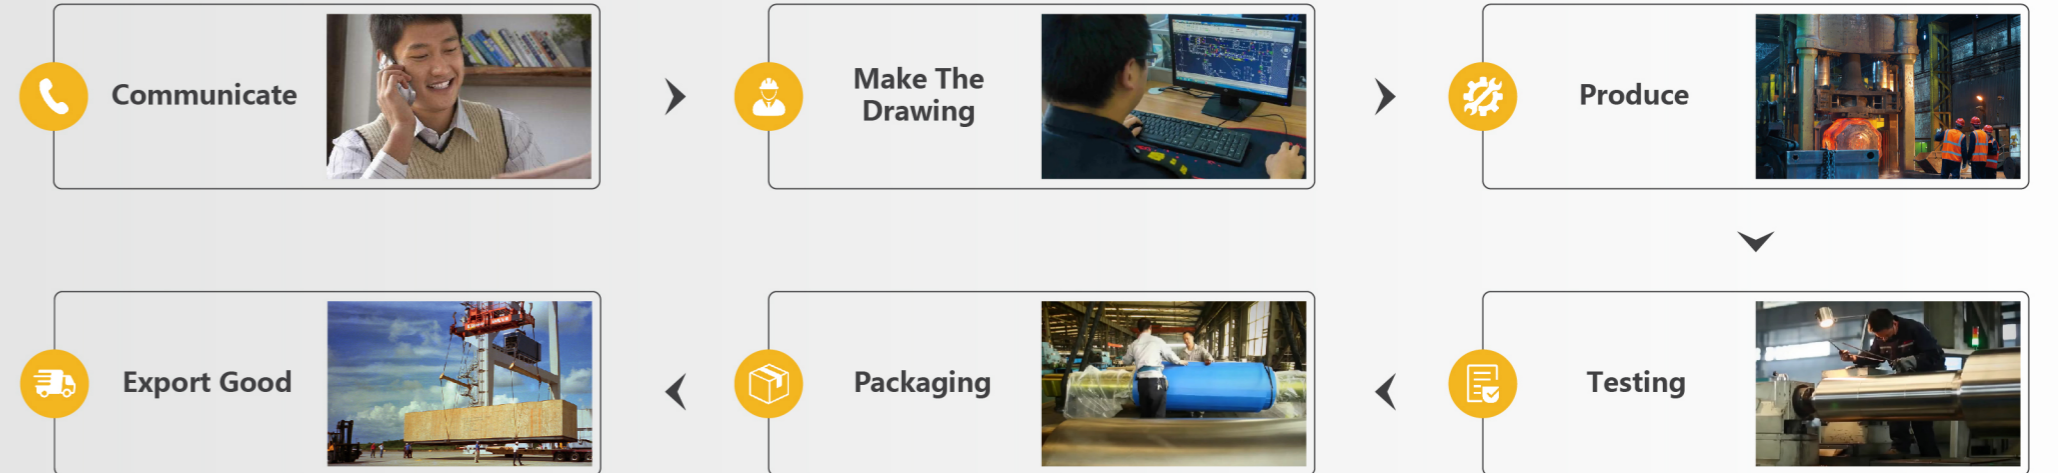 Communicate
Make The
Drawing
Produce
Testing
Packaging
Export Good